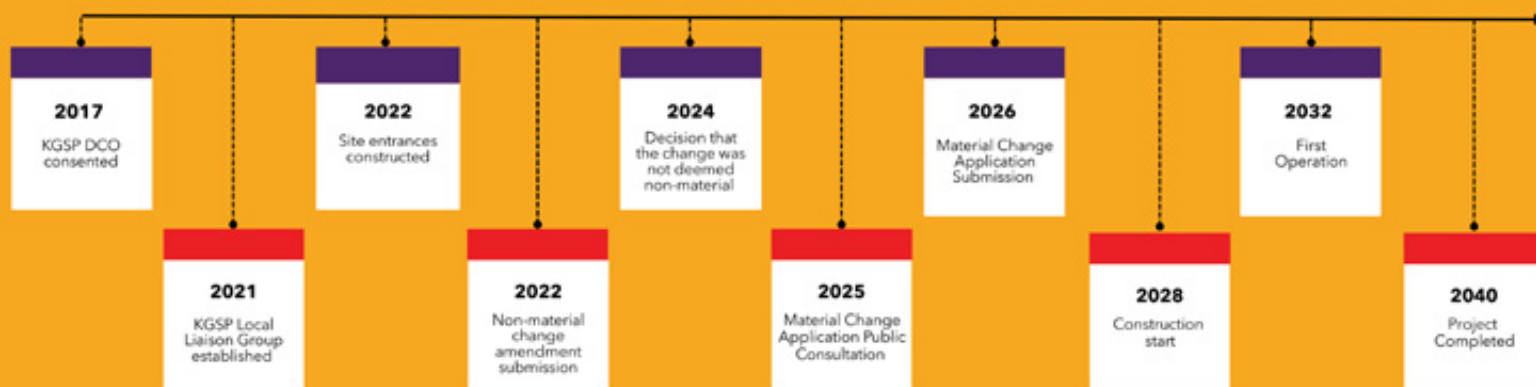 2017
KGSP DCO
consented
2021
KGSP Local
Liaison Group
established
2022
Site entrances
constructed
2022
Non-material
change
amendment
submission
2024
Decision that
the change was
not deemed
non-material
2025
Material Change
Application Public
Consultation
2026
Material Change
Application
Submission
2028
Construction
start
2032
First
Operation
2040
Project
Completed